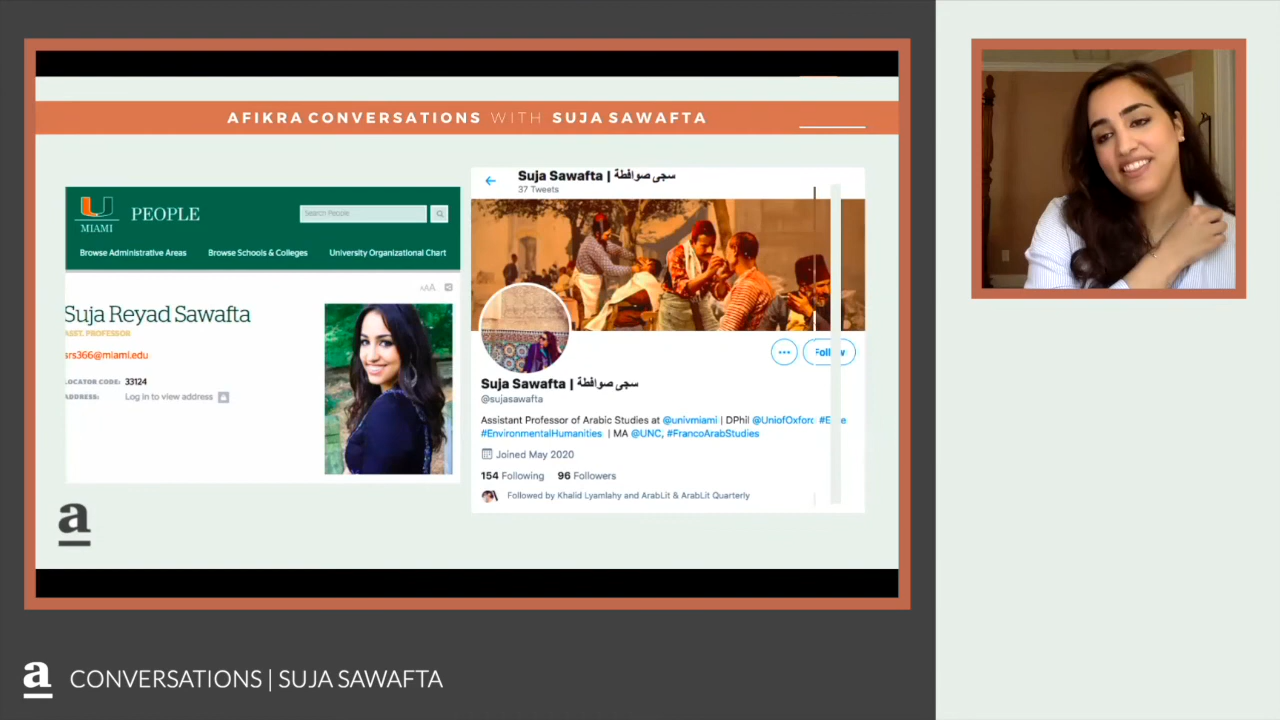 AFIKRA CONVERSATIONS WITH SUJA SAWAFTA
U
MIAMI
PEOPLE
Search People
Browse Administrative Areas
Browse Schools & Colleges
University Organizational Chart
AAA
Suja Reyad Sawafta
ASST. PROFESSOR
srs366@miami.edu
LOCATOR CODE: 33124
ADDRESS: Log in to view address
Suja Sawafta | سجى صوافطة
37 Tweets
Follow
Suja Sawafta | سجى صوافطة
@sujasawafta
Assistant Professor of Arabic Studies at @univmiami | DPhil @UniofOxford
#EnvironmentalHumanities | MA @UNC, #FrancoArabStudies
Joined May 2020
154 Following 96 Followers
Followed by Khalid Lyamlahy and ArabLit & ArabLit Quarterly
a
a CONVERSATIONS | SUJA SAWAFTA